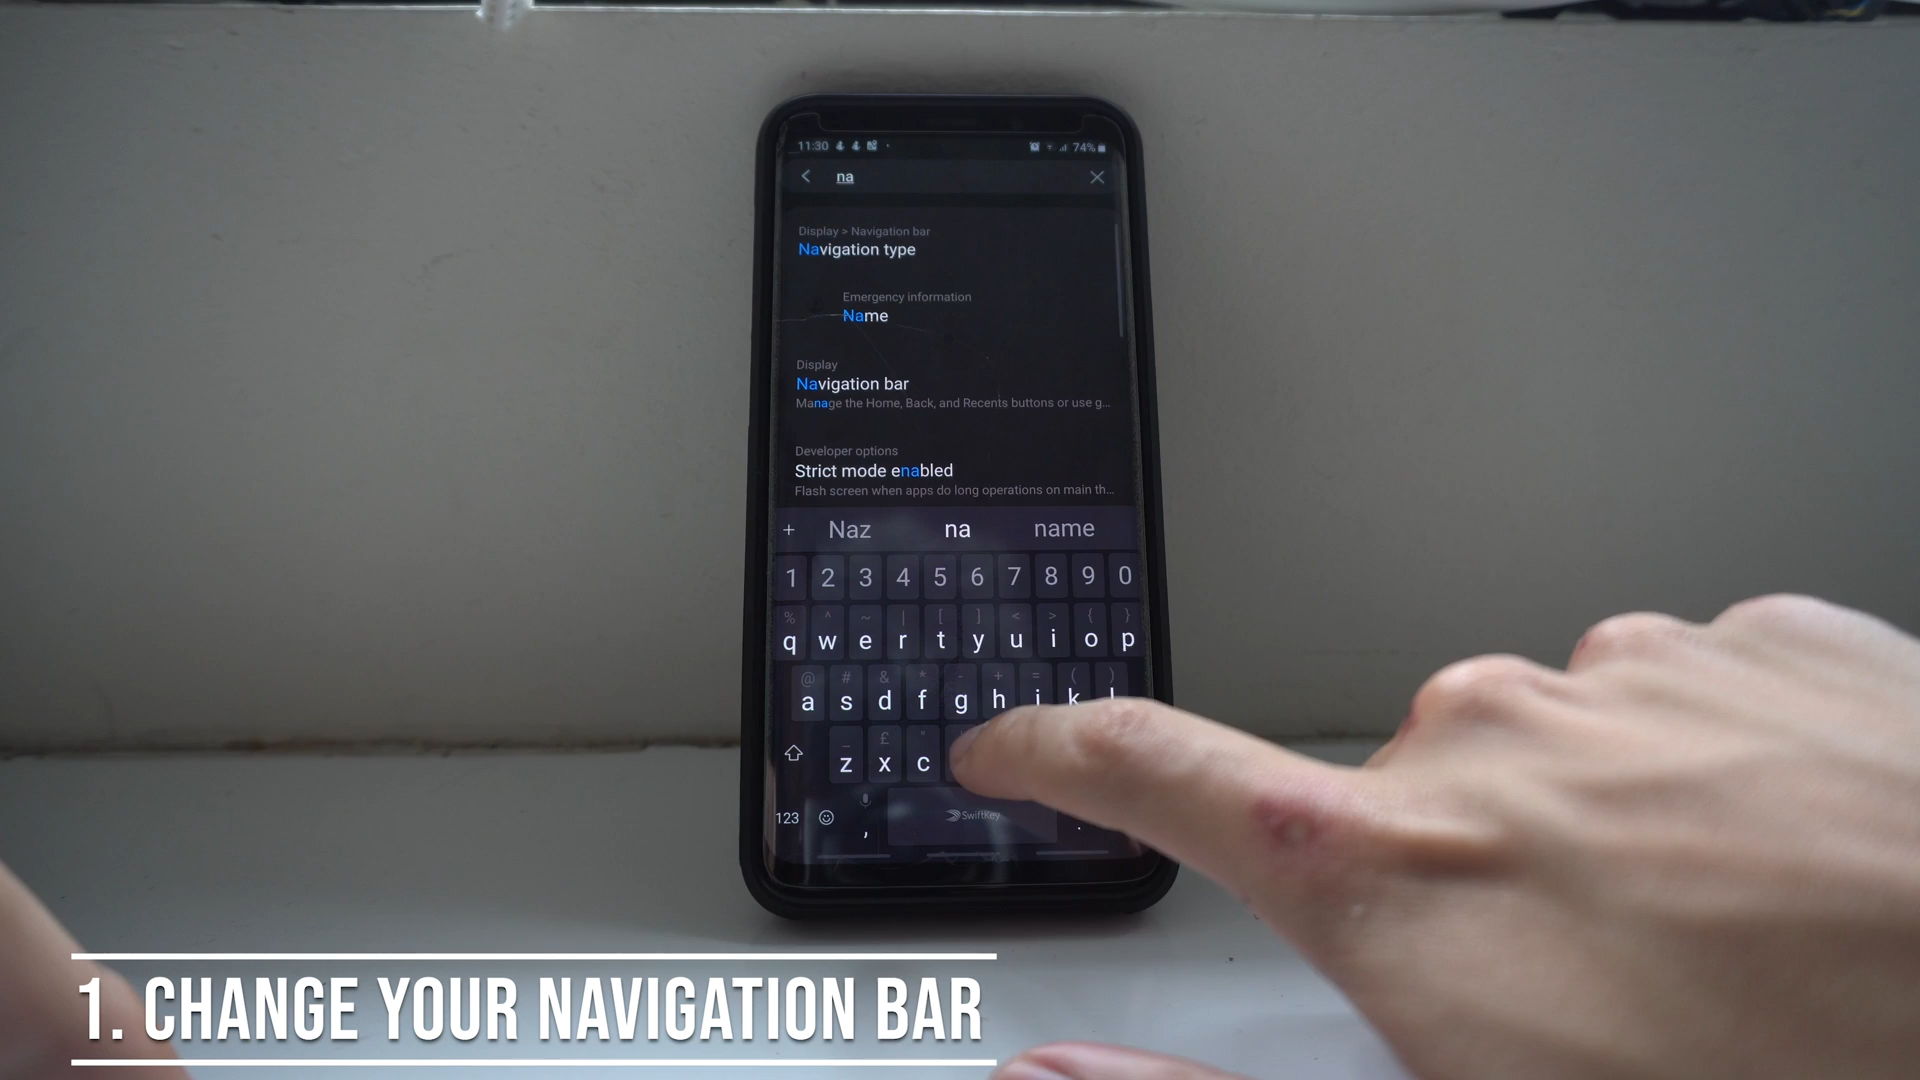 11:30
74%
na
Display > Navigation bar
Navigation type
Emergency information
Name
Display
Navigation bar
Manage the Home, Back, and Recents buttons or use g...
Developer options
Strict mode enabled
Flash screen when apps do long operations on main th...
+ Naz na name
1 2 3 4 5 6 7 8 9 0
% ^ ~ | [ ] < > { }
q w e r t y u i o p
@ # & * - + = ( )
a s d f g h j k l
_ £ "
z x c
123 , SwiftKey .
1. CHANGE YOUR NAVIGATION BAR